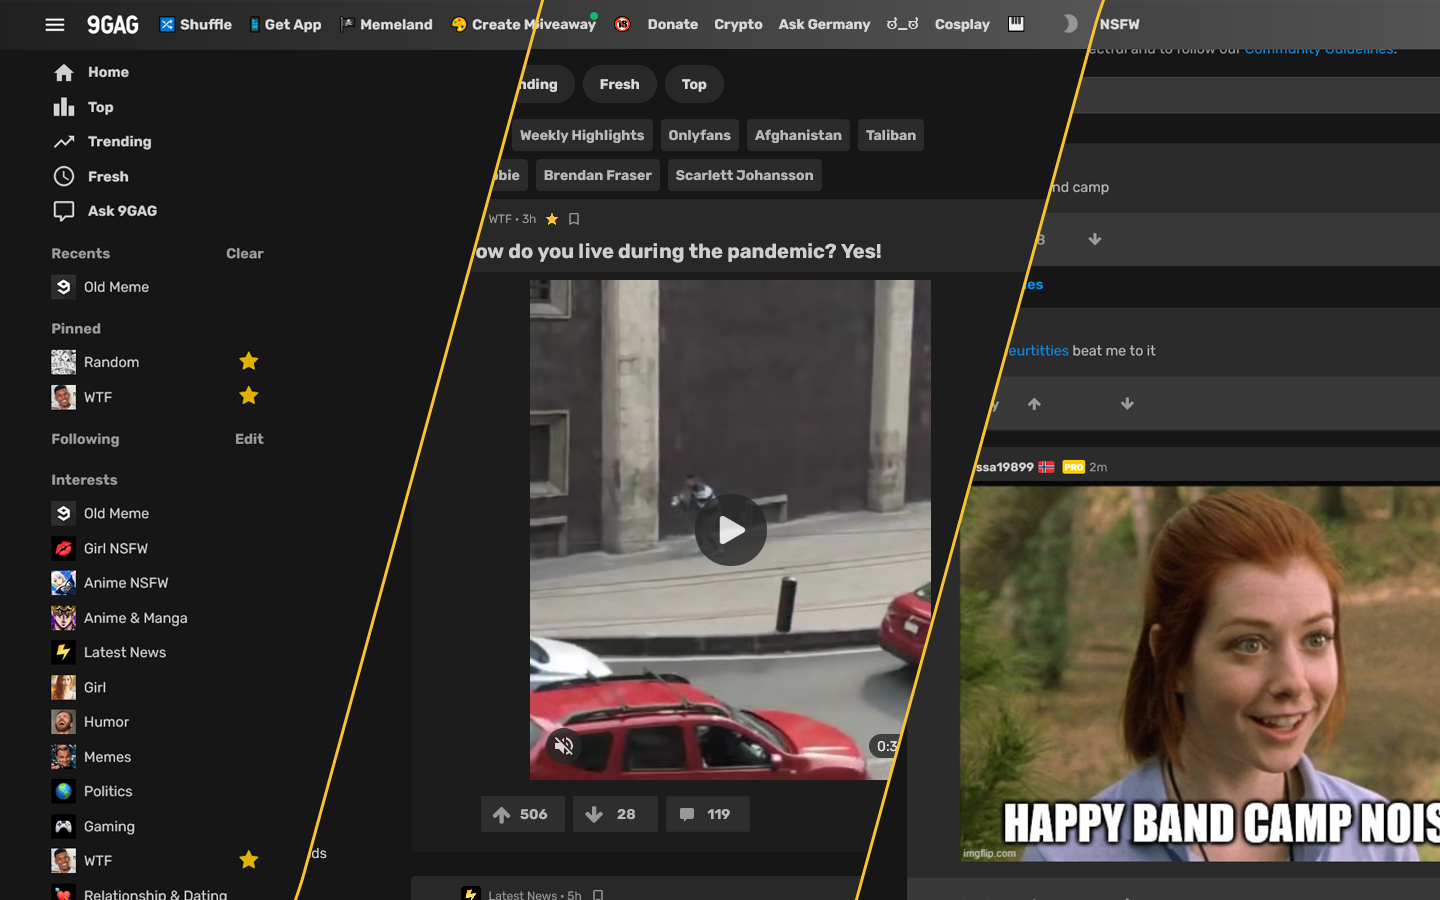 9GAG Shuffle Get App Memeland Create M iveaway 18 Donate Crypto Ask Germany ಠ_ಠ Cosplay NSFW
Home
Top
Trending
Fresh
Ask 9GAG
Recents Clear
Old Meme
Pinned
Random
WTF
Following Edit
Interests
Old Meme
Girl NSFW
Anime NSFW
Anime & Manga
Latest News
Girl
Humor
Memes
Politics
Gaming
WTF
Relationship & Dating
ds
nding Fresh Top
Weekly Highlights Onlyfans Afghanistan Taliban
bie Brendan Fraser Scarlett Johansson
WTF • 3h
ow do you live during the pandemic? Yes!
0:3
506 28 119
Latest News • 5h
ectful and to follow our Community Guidelines.
nd camp
8
es
eurtitties beat me to it
y
ssa19899 PRO 2m
HAPPY BAND CAMP NOIS
imgflip.com